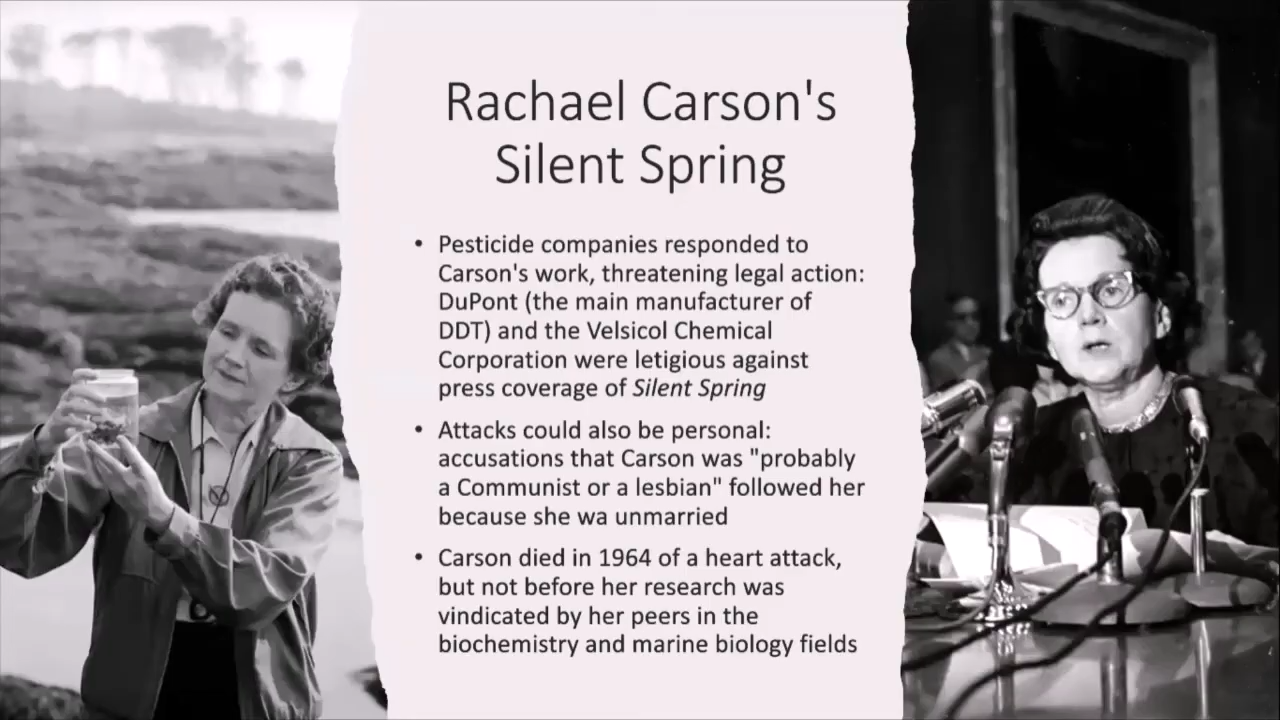 Rachael Carson's
Silent Spring
• Pesticide companies responded to
Carson's work, threatening legal action:
DuPont (the main manufacturer of
DDT) and the Velsicol Chemical
Corporation were letigious against
press coverage of Silent Spring
• Attacks could also be personal:
accusations that Carson was "probably
a Communist or a lesbian" followed her
because she wa unmarried
• Carson died in 1964 of a heart attack,
but not before her research was
vindicated by her peers in the
biochemistry and marine biology fields